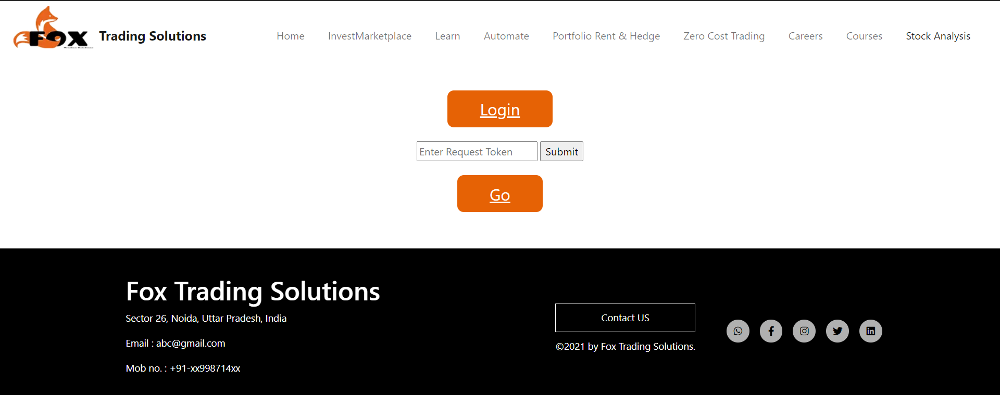 FOX
Trading Solutions
Trading Solutions
Home
InvestMarketplace
Learn
Automate
Portfolio Rent & Hedge
Zero Cost Trading
Careers
Courses
Stock Analysis
Login
Enter Request Token
Submit
Go
Fox Trading Solutions
Sector 26, Noida, Uttar Pradesh, India
Email : abc@gmail.com
Mob no. : +91-xx998714xx
Contact US
©2021 by Fox Trading Solutions.